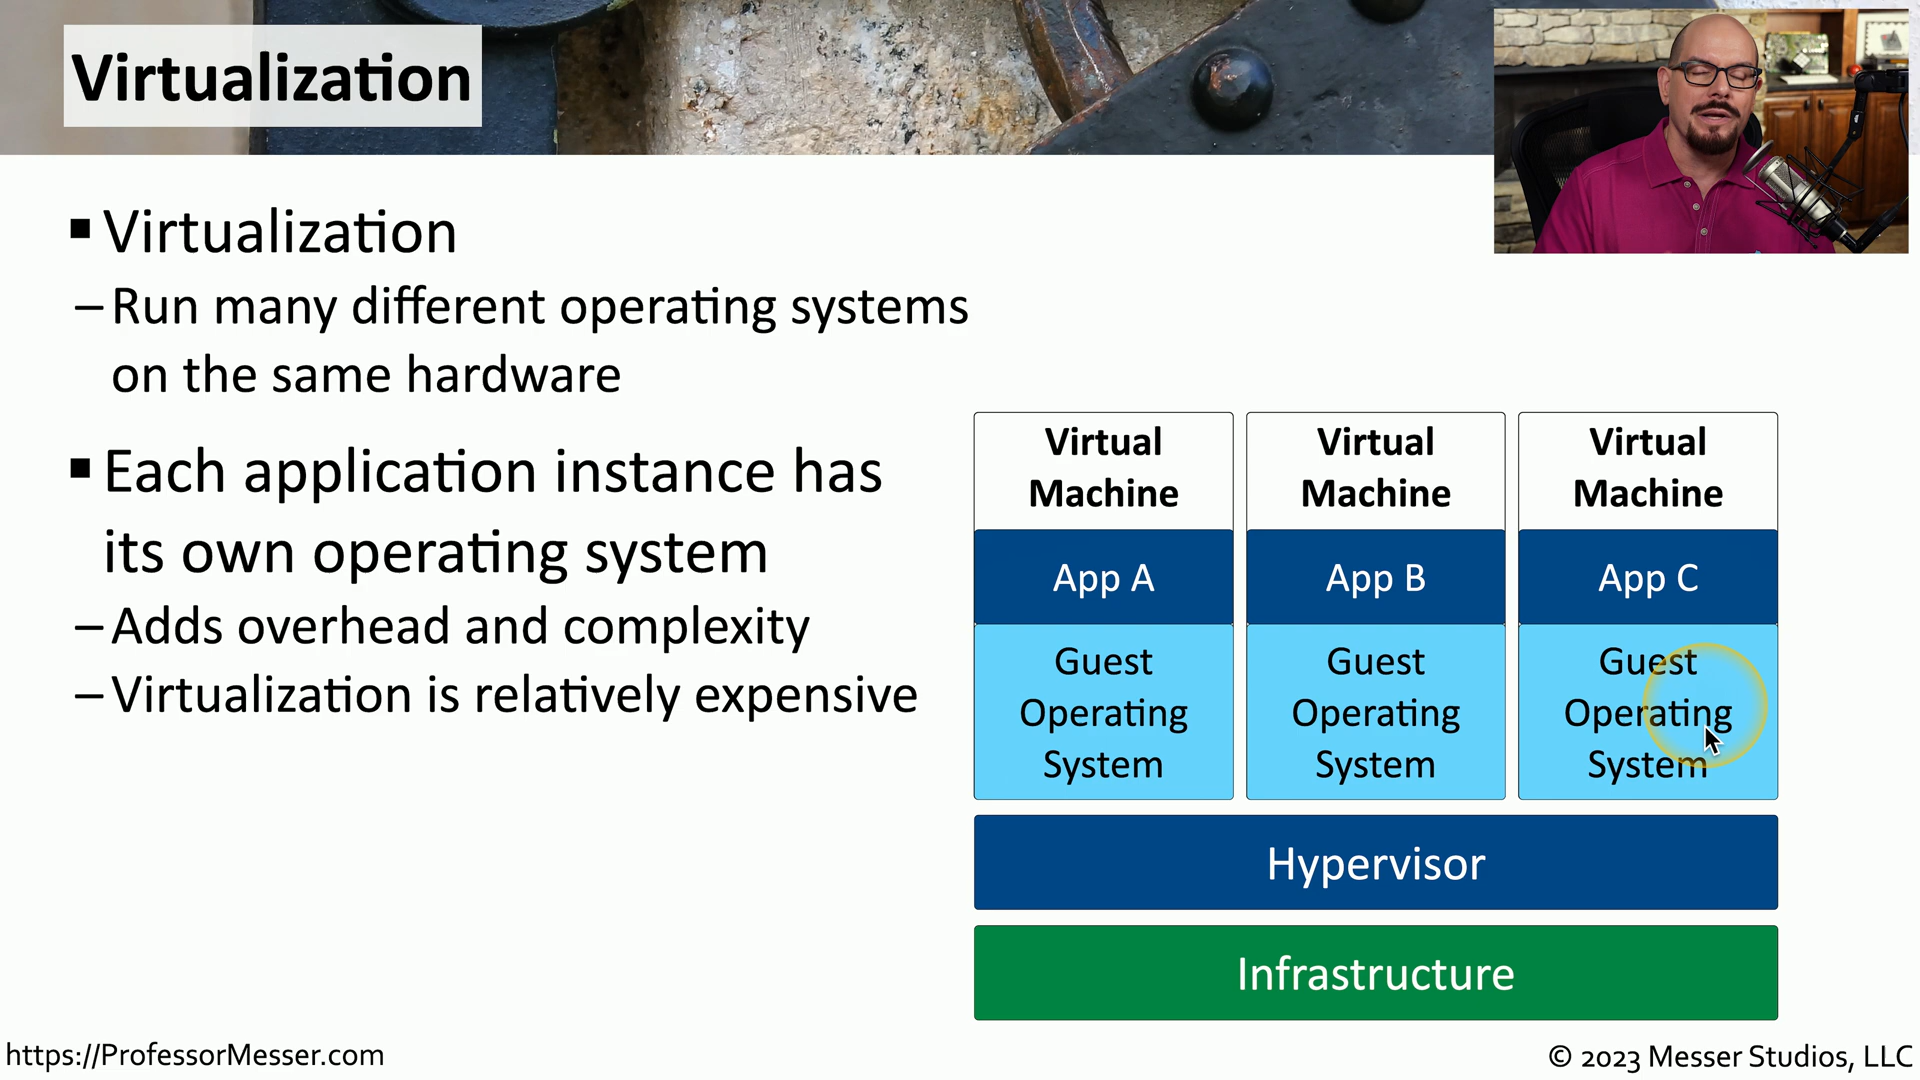 Virtualization
Virtualization
– Run many different operating systems
on the same hardware
Each application instance has
its own operating system
– Adds overhead and complexity
– Virtualization is relatively expensive
Virtual
Machine
App A
Guest
Operating
System
Virtual
Machine
App B
Guest
Operating
System
Virtual
Machine
App C
Guest
Operating
System
Hypervisor
Infrastructure
https://ProfessorMesser.com
© 2023 Messer Studios, LLC